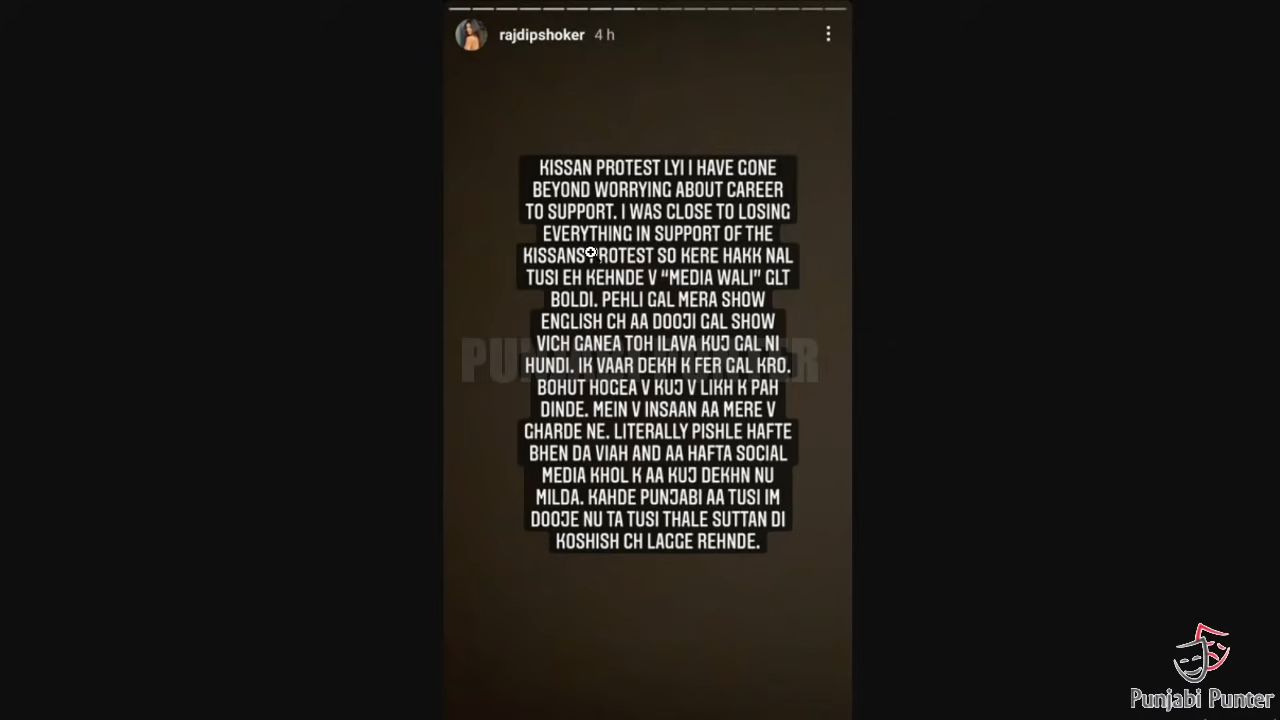 rajdipshoker 4 h
KISSAN PROTEST LYI I HAVE GONE
BEYOND WORRYING ABOUT CAREER
TO SUPPORT. I WAS CLOSE TO LOSING
EVERYTHING IN SUPPORT OF THE
KISSANS PROTEST SO KERE HAKK NAL
TUSI EH KEHNDE V “MEDIA WALI” GLT
BOLDI. PEHLI GAL MERA SHOW
ENGLISH CH AA DOOJI GAL SHOW
VICH GANEA TOH ILAVA KUJ GAL NI
HUNDI. IK VAAR DEKH K FER GAL KRO.
BOHUT HOGEA V KUJ V LIKH K PAH
DINDE. MEIN V INSAAN AA MERE V
GHARDE NE. LITERALLY PISHLE HAFTE
BHEN DA VIAH AND AA HAFTA SOCIAL
MEDIA KHOL K AA KUJ DEKHN NU
MILDA. KAHDE PUNJABI AA TUSI IM
DOOJE NU TA TUSI THALE SUTTAN DI
KOSHISH CH LAGGE REHNDE.
PUNJABI PUNTER
Punjabi Punter